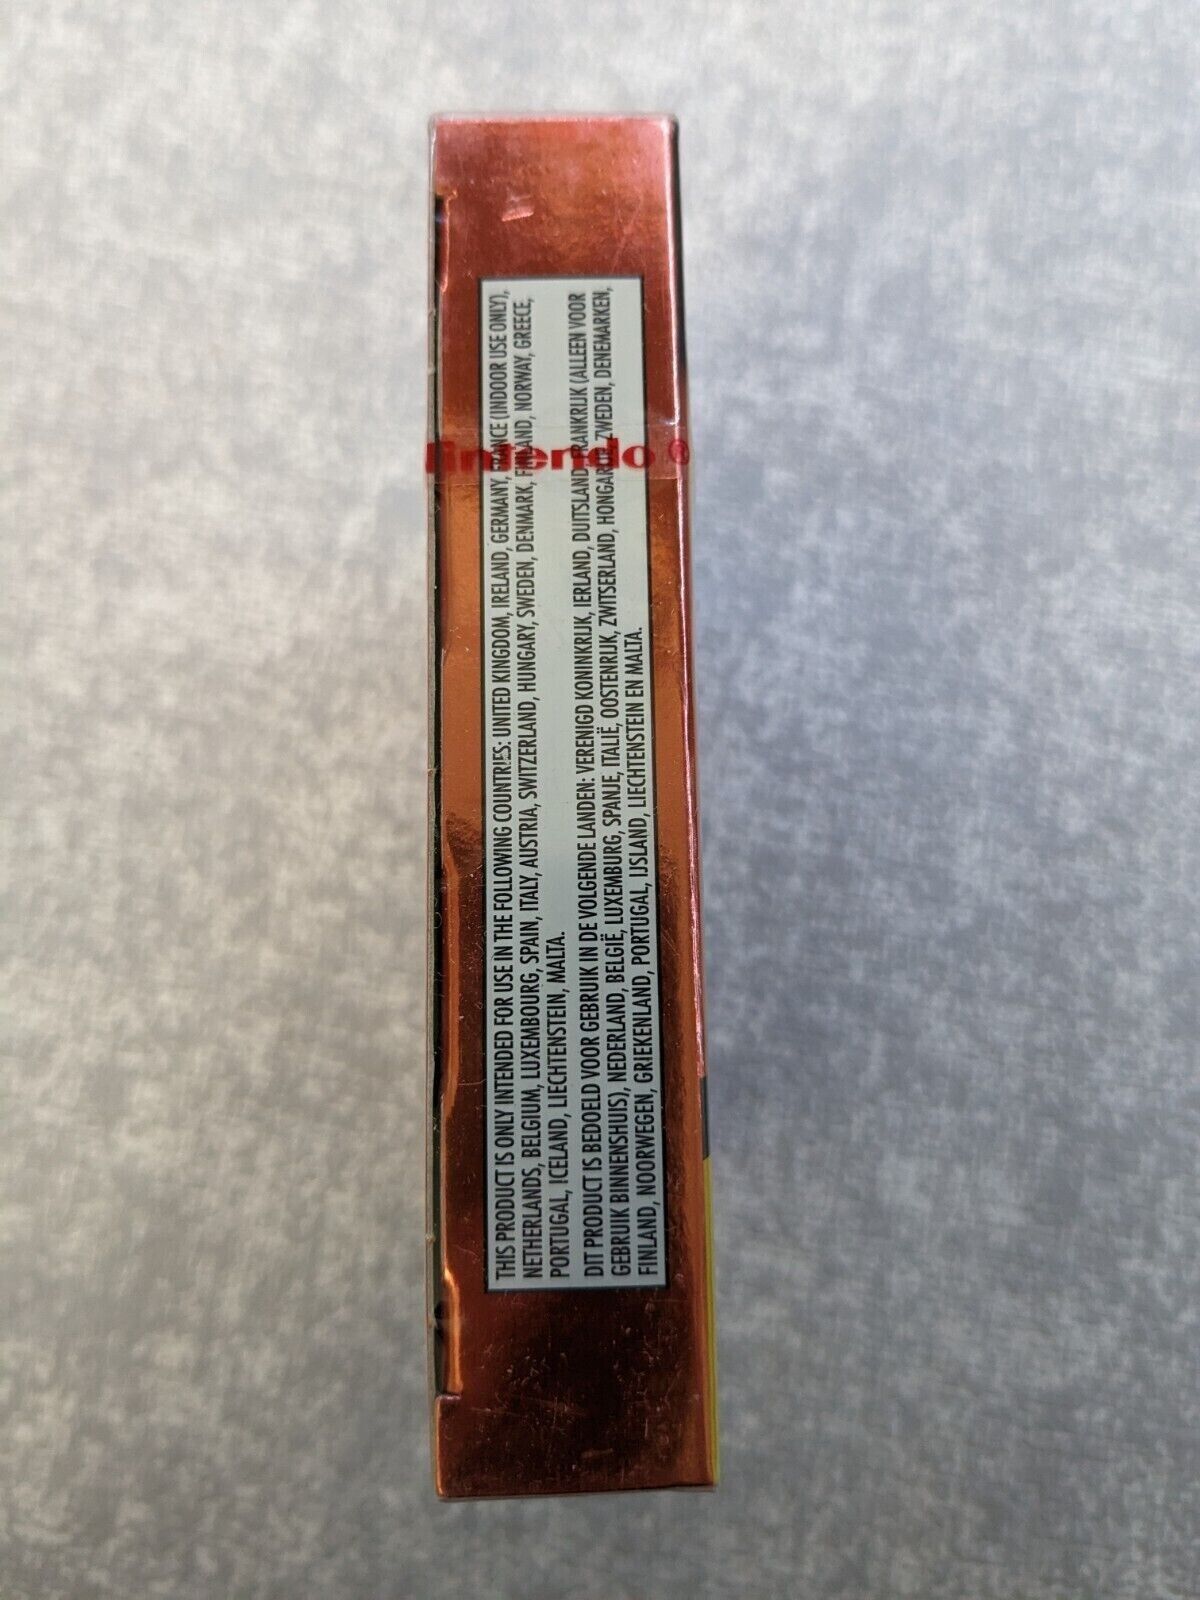 THIS PRODUCT IS ONLY INTENDED FOR USE IN THE FOLLOWING COUNTRIES: UNITED KINGDOM, IRELAND, GERMANY, FRANCE (INDOOR USE ONLY),
NETHERLANDS, BELGIUM, LUXEMBOURG, SPAIN, ITALY, AUSTRIA, SWITZERLAND, HUNGARY, SWEDEN, DENMARK, FINLAND, NORWAY, GREECE,
PORTUGAL, ICELAND, LIECHTENSTEIN, MALTA.
DIT PRODUCT IS BEDOELD VOOR GEBRUIK IN DE VOLGENDE LANDEN: VERENIGD KONINKRIJK, IERLAND, DUITSLAND, FRANKRIJK (ALLEEN VOOR
GEBRUIK BINNENSHUIS), NEDERLAND, BELGIË, LUXEMBURG, SPANJE, ITALIË, OOSTENRIJK, ZWITSERLAND, HONGARIJE, ZWEDEN, DENEMARKEN,
FINLAND, NOORWEGEN, GRIEKENLAND, PORTUGAL, IJSLAND, LIECHTENSTEIN EN MALTA.
Nintendo ®